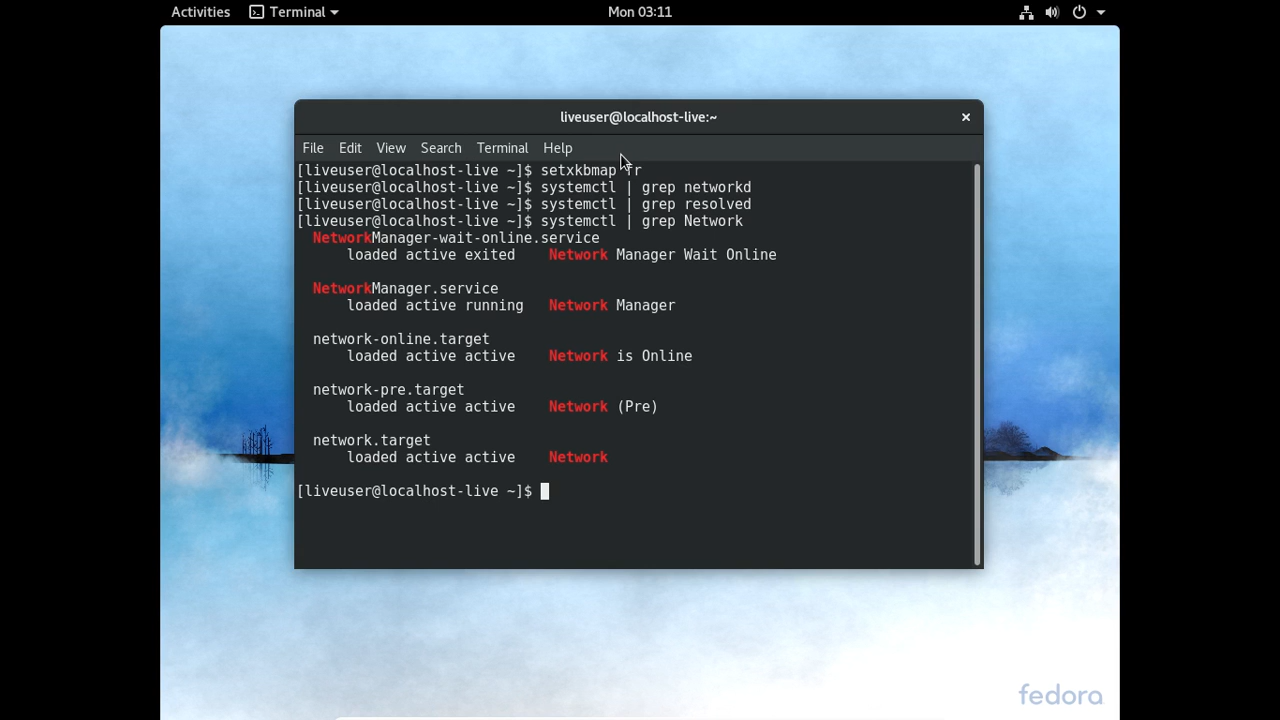 Activities Terminal Mon 03:11
liveuser@localhost-live:~ ×
File Edit View Search Terminal Help
[liveuser@localhost-live ~]$ setxkbmap fr
[liveuser@localhost-live ~]$ systemctl | grep networkd
[liveuser@localhost-live ~]$ systemctl | grep resolved
[liveuser@localhost-live ~]$ systemctl | grep Network
NetworkManager-wait-online.service
loaded active exited Network Manager Wait Online
NetworkManager.service
loaded active running Network Manager
network-online.target
loaded active active Network is Online
network-pre.target
loaded active active Network (Pre)
network.target
loaded active active Network
[liveuser@localhost-live ~]$
fedora